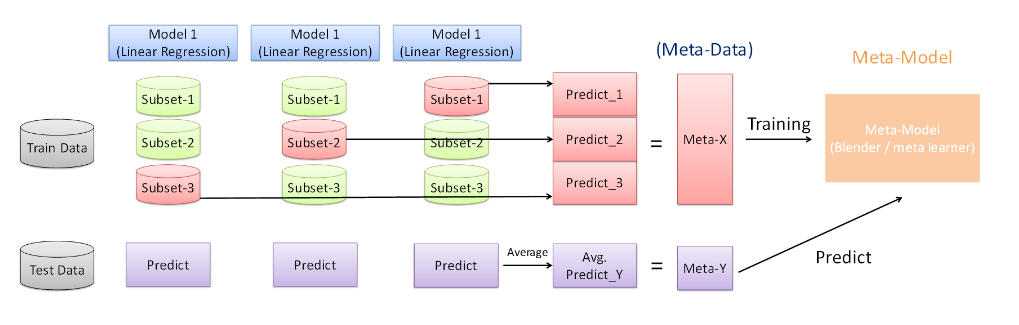 Model 1
(Linear Regression)
Model 1
(Linear Regression)
Model 1
(Linear Regression)
(Meta-Data)
Meta-Model
Train Data
Subset-1
Subset-2
Subset-3
Subset-1
Subset-2
Subset-3
Subset-1
Subset-2
Subset-3
Predict_1
Predict_2
Predict_3
=
Meta-X
Training
Meta-Model
(Blender / meta learner)
Test Data
Predict
Predict
Predict
Average
Avg.
Predict_Y
=
Meta-Y
Predict